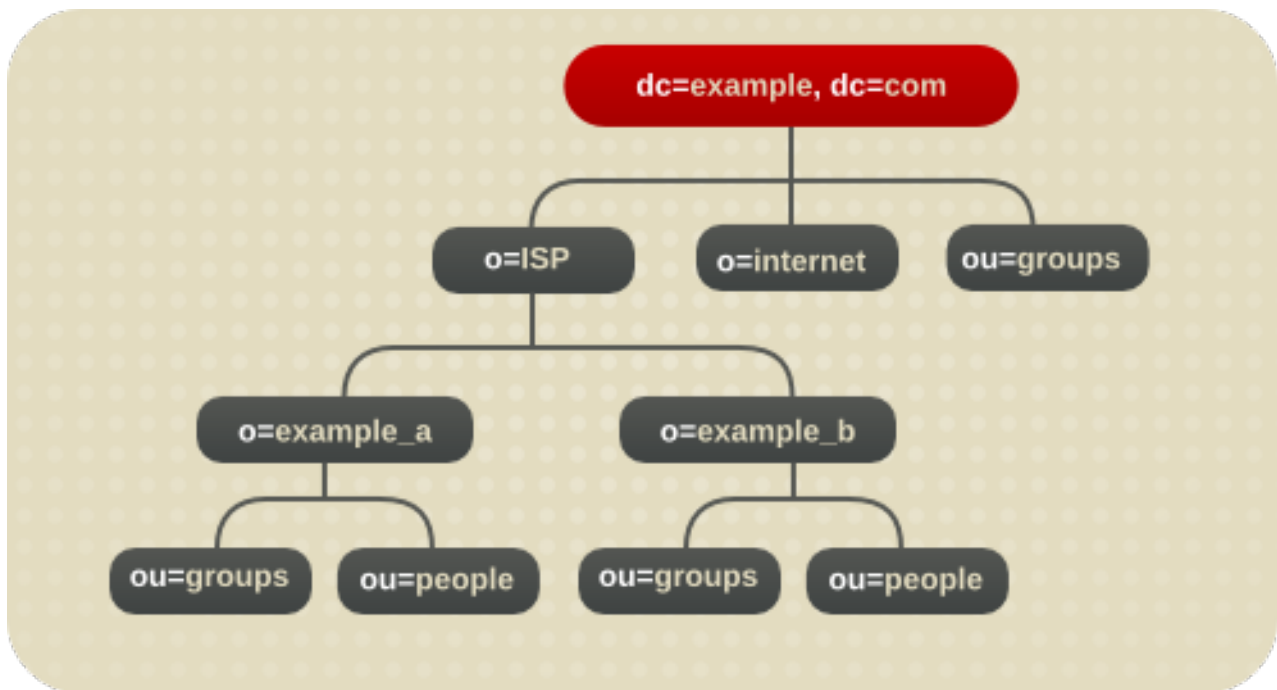 dc=example, dc=com
o=ISP
o=internet
ou=groups
o=example_a
o=example_b
ou=groups
ou=people
ou=groups
ou=people